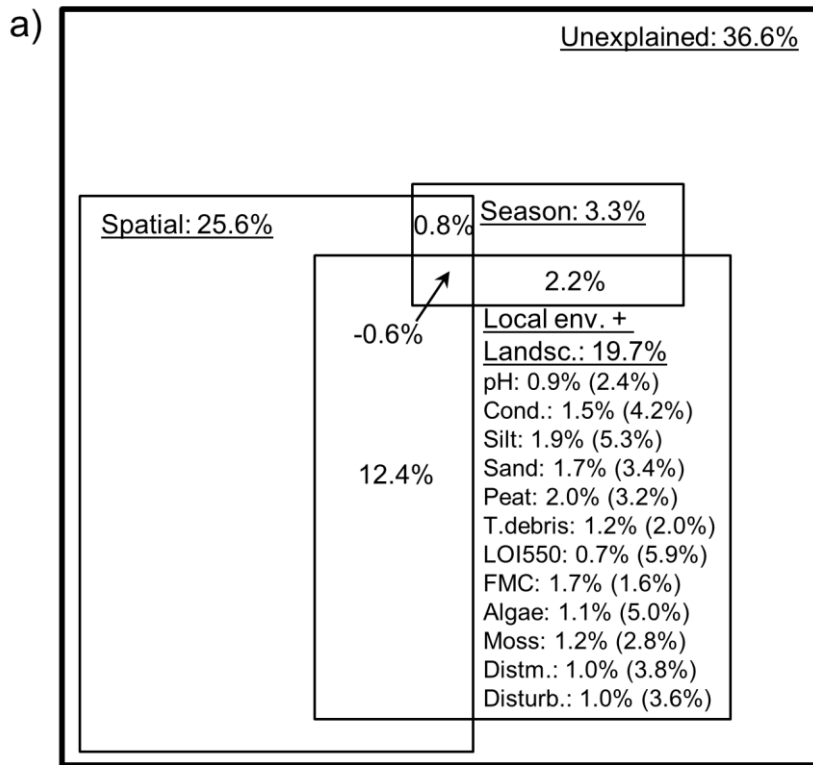 a)
Unexplained: 36.6%
Spatial: 25.6%
0.8%
Season: 3.3%
2.2%
-0.6%
12.4%
Local env. +
Landsc.: 19.7%
pH: 0.9% (2.4%)
Cond.: 1.5% (4.2%)
Silt: 1.9% (5.3%)
Sand: 1.7% (3.4%)
Peat: 2.0% (3.2%)
T.debris: 1.2% (2.0%)
LOI550: 0.7% (5.9%)
FMC: 1.7% (1.6%)
Algae: 1.1% (5.0%)
Moss: 1.2% (2.8%)
Distm.: 1.0% (3.8%)
Disturb.: 1.0% (3.6%)